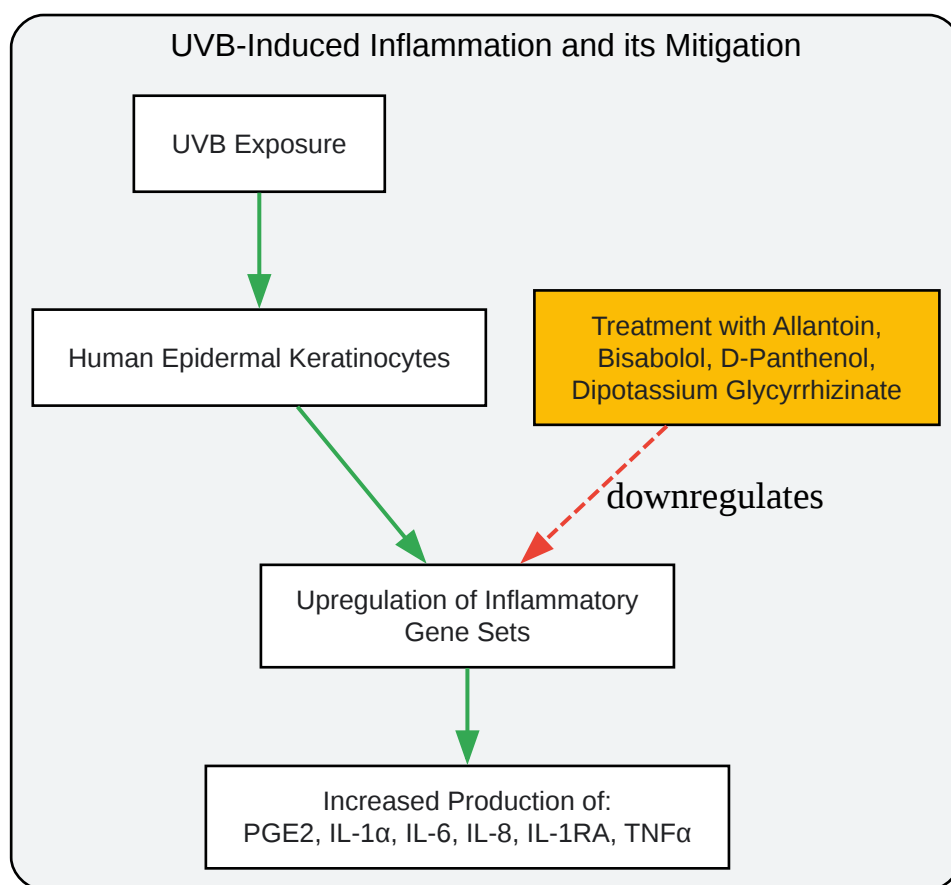 UVB-Induced Inflammation and its Mitigation
UVB Exposure
Human Epidermal Keratinocytes
Treatment with Allantoin,
Bisabolol, D-Panthenol,
Dipotassium Glycyrrhizinate
downregulates
Upregulation of Inflammatory
Gene Sets
Increased Production of:
PGE2, IL-1α, IL-6, IL-8, IL-1RA, TNFα